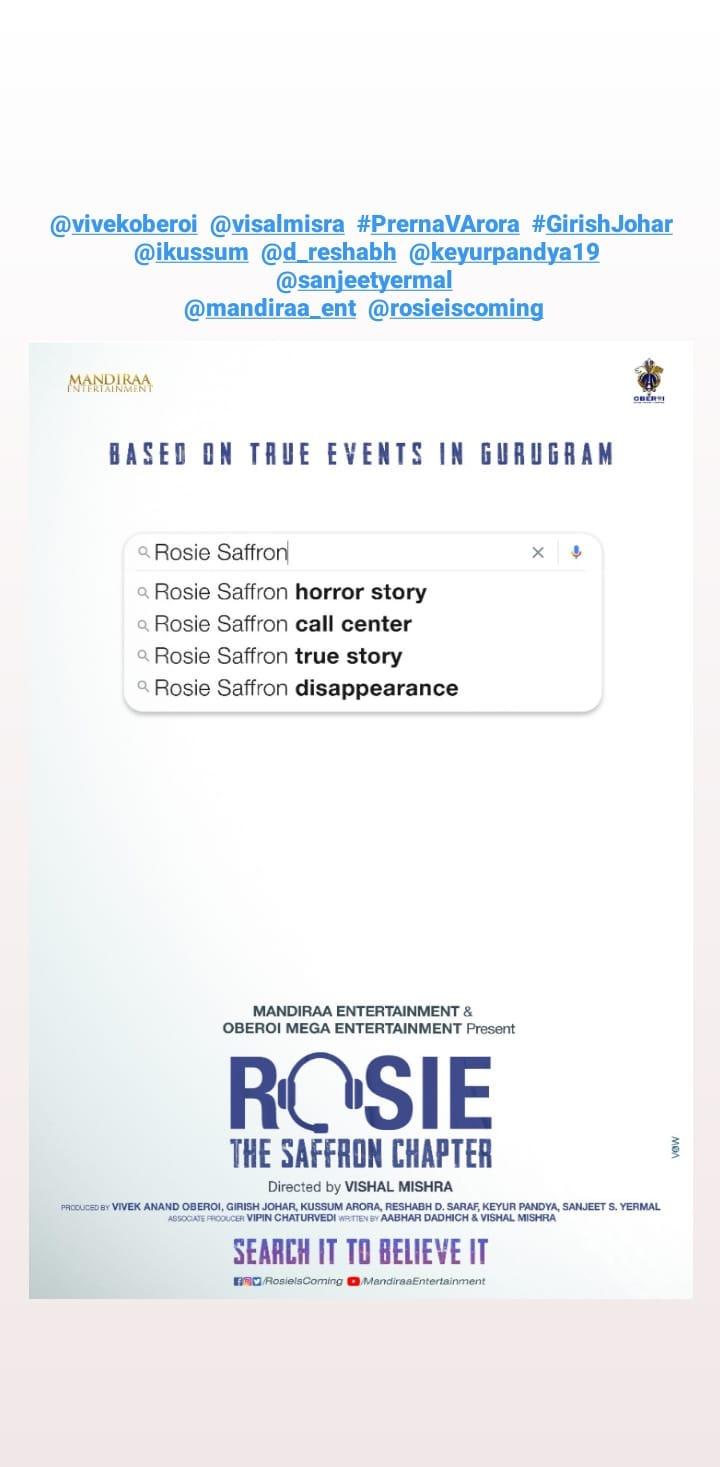 @vivekoberoi @visalmisra #PrernaVArora #GirishJohar
@ikussum @d_reshabh @keyurpandya19
@sanjeetyermal
@mandiraa_ent @rosieiscoming
MANDIRAA
ENTERTAINMENT
OBEROI
BASED ON TRUE EVENTS IN GURUGRAM
Rosie Saffron
Rosie Saffron horror story
Rosie Saffron call center
Rosie Saffron true story
Rosie Saffron disappearance
MANDIRAA ENTERTAINMENT &
OBEROI MEGA ENTERTAINMENT Present
ROSIE
THE SAFFRON CHAPTER
VOW
Directed by VISHAL MISHRA
PRODUCED BY VIVEK ANAND OBEROI, GIRISH JOHAR, KUSSUM ARORA, RESHABH D. SARAF, KEYUR PANDYA, SANJEET S. YERMAL
ASSOCIATE PRODUCER VIPIN CHATURVEDI WRITTEN BY AABHAR DADHICH & VISHAL MISHRA
SEARCH IT TO BELIEVE IT
/RosieIsComing /MandiraaEntertainment